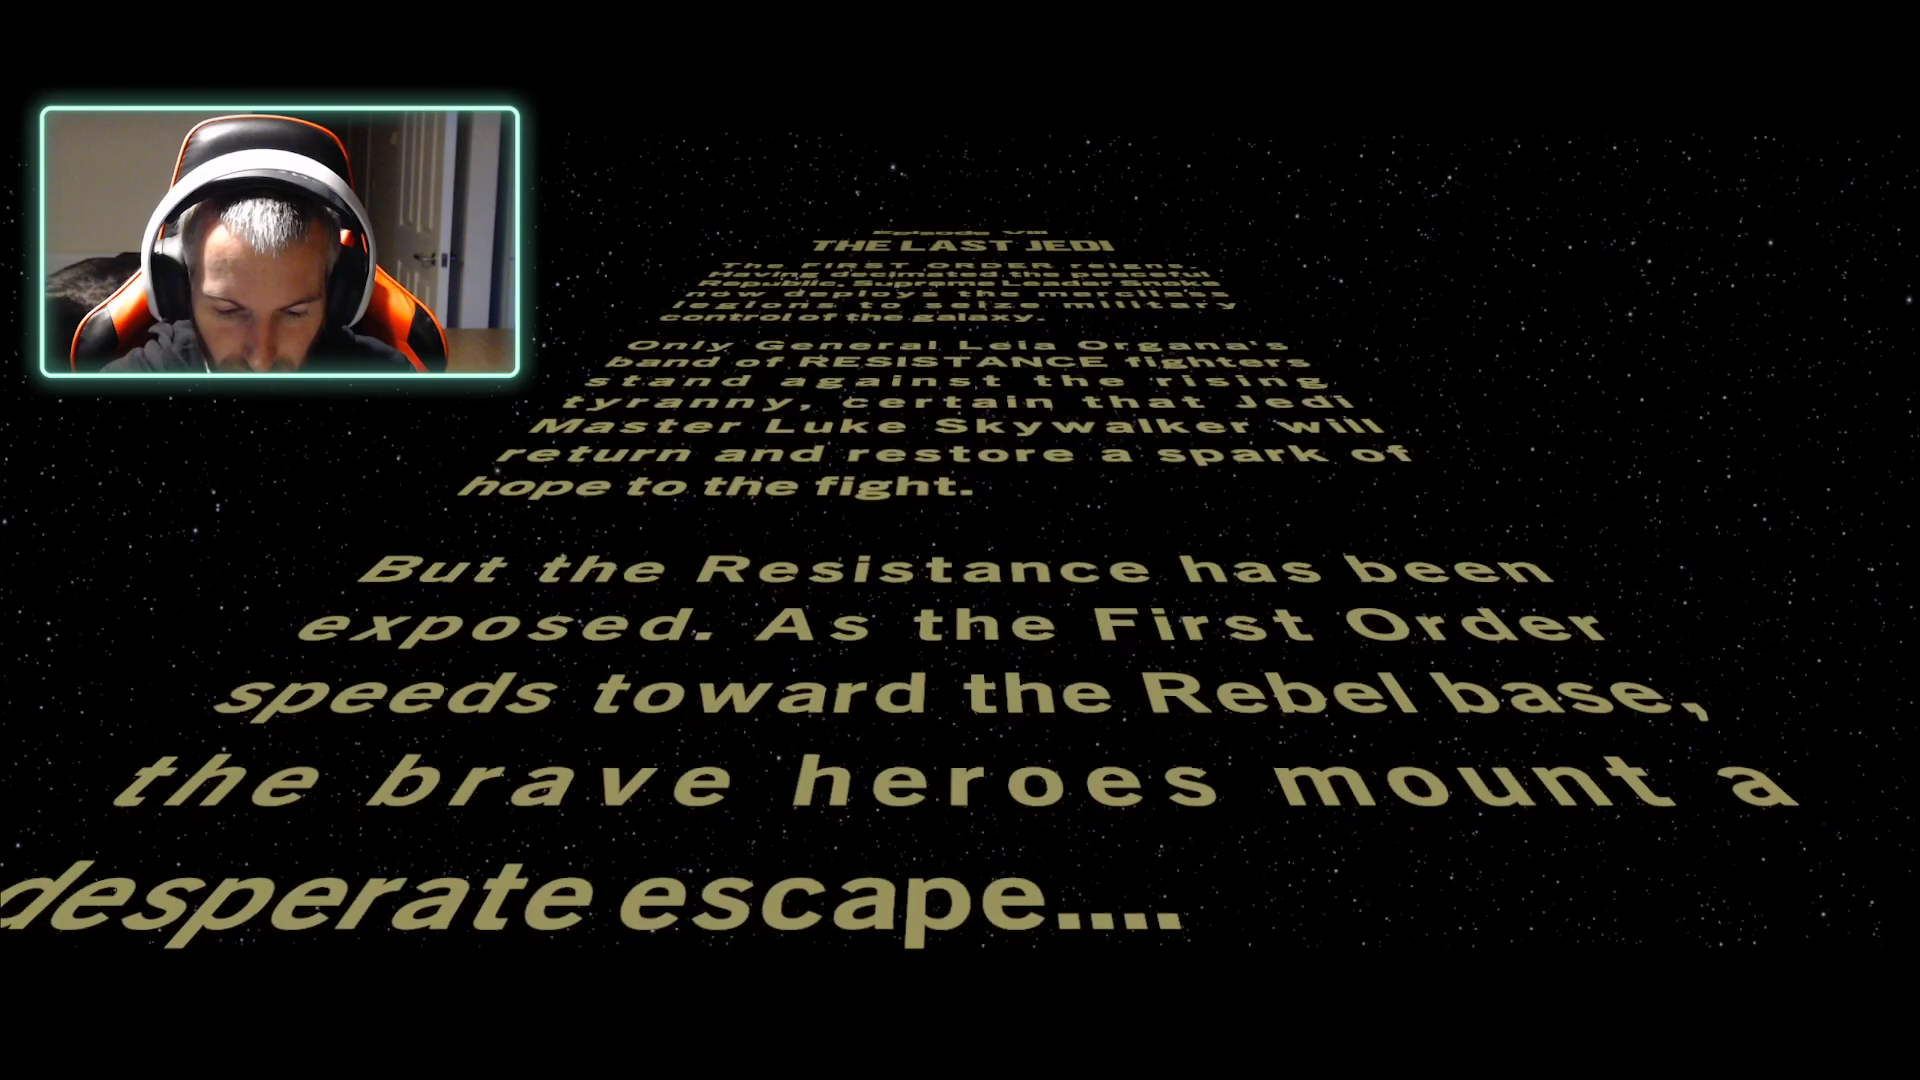 Episode VIII
THE LAST JEDI
The FIRST ORDER reigns.
Having decimated the peaceful
Republic, Supreme Leader Snoke
now deploys the merciless
legions to seize military
control of the galaxy.
Only General Leia Organa's
band of RESISTANCE fighters
stand against the rising
tyranny, certain that Jedi
Master Luke Skywalker will
return and restore a spark of
hope to the fight.
But the Resistance has been
exposed. As the First Order
speeds toward the Rebel base,
the brave heroes mount a
desperate escape....